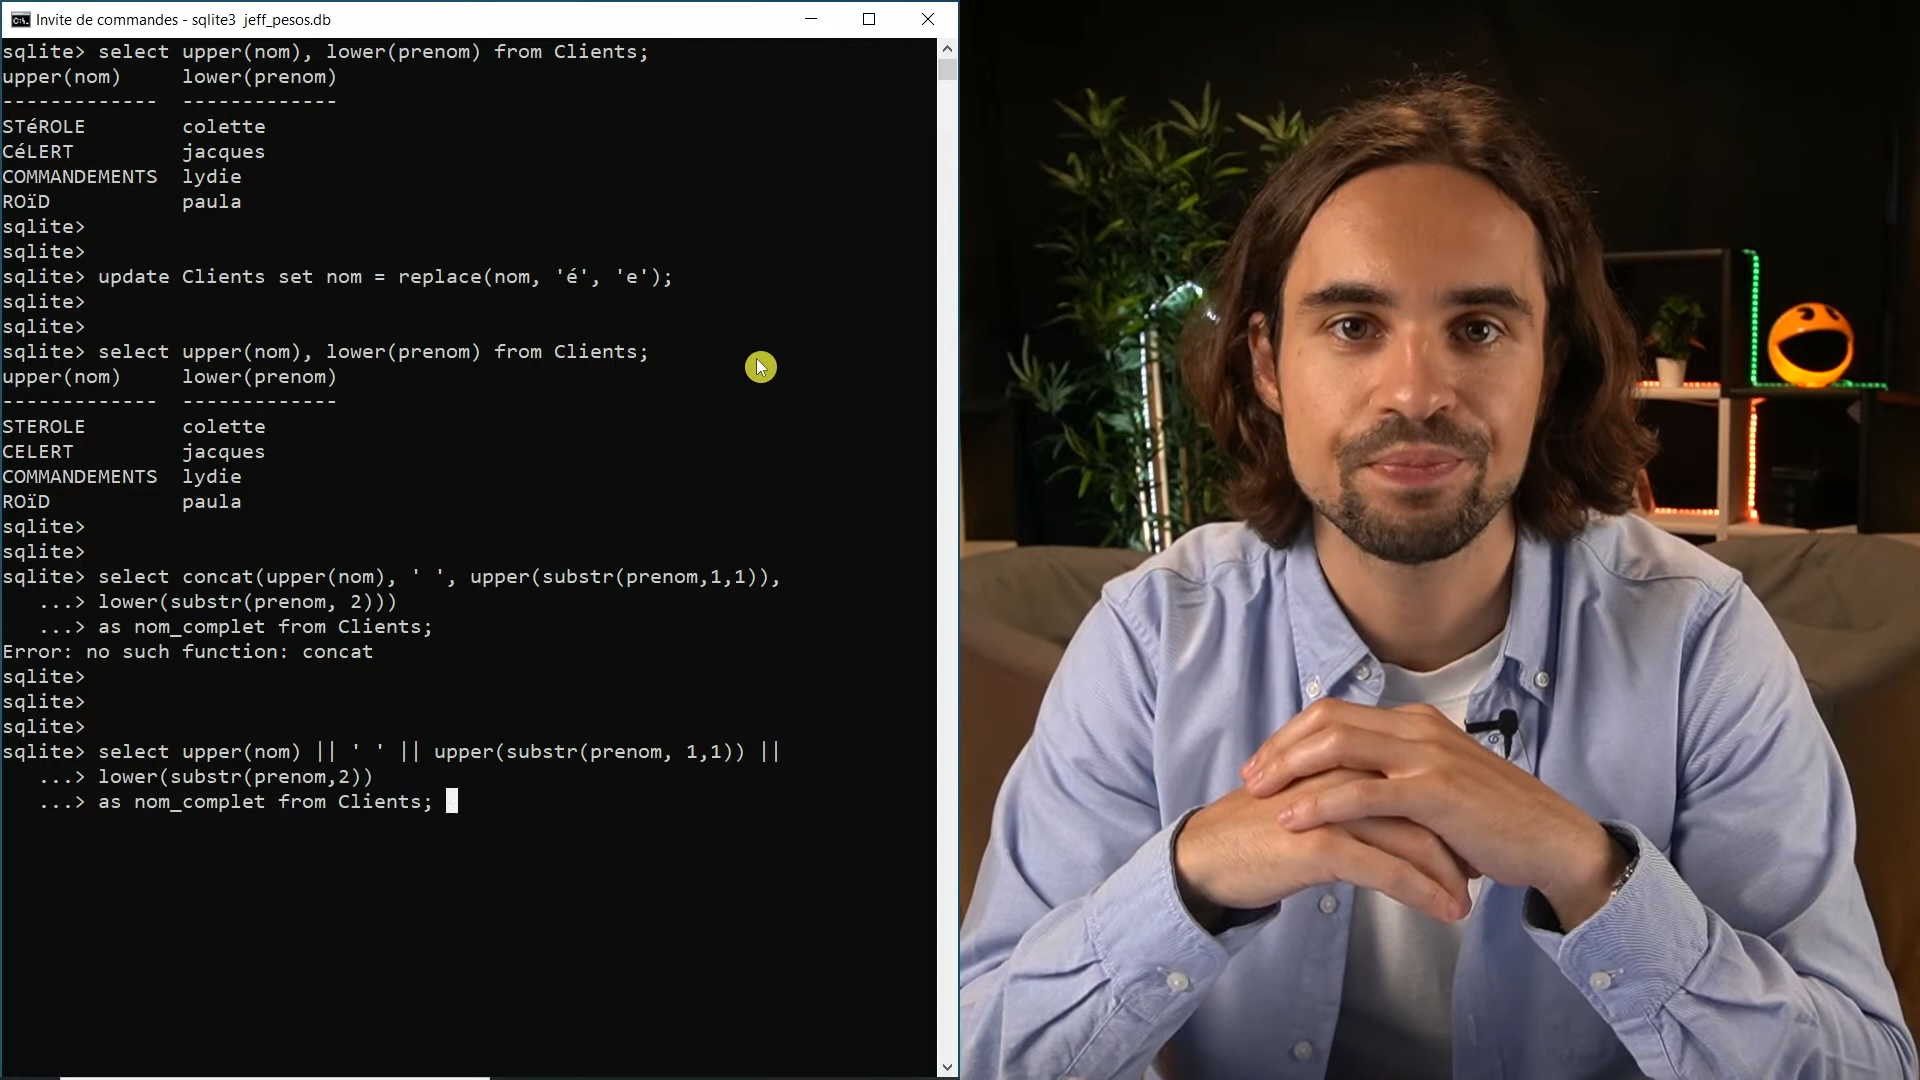 Invite de commandes - sqlite3  jeff_pesos.db
sqlite> select upper(nom), lower(prenom) from Clients;
upper(nom)     lower(prenom)
-------------  -------------
STéROLE        colette
CéLERT         jacques
COMMANDEMENTS  lydie
ROïD           paula
sqlite>
sqlite>
sqlite> update Clients set nom = replace(nom, 'é', 'e');
sqlite>
sqlite>
sqlite> select upper(nom), lower(prenom) from Clients;
upper(nom)     lower(prenom)
-------------  -------------
STEROLE        colette
CELERT         jacques
COMMANDEMENTS  lydie
ROïD           paula
sqlite>
sqlite>
sqlite> select concat(upper(nom), ' ', upper(substr(prenom,1,1)),
   ...> lower(substr(prenom, 2)))
   ...> as nom_complet from Clients;
Error: no such function: concat
sqlite>
sqlite>
sqlite>
sqlite> select upper(nom) || ' ' || upper(substr(prenom, 1,1)) ||
   ...> lower(substr(prenom,2))
   ...> as nom_complet from Clients;